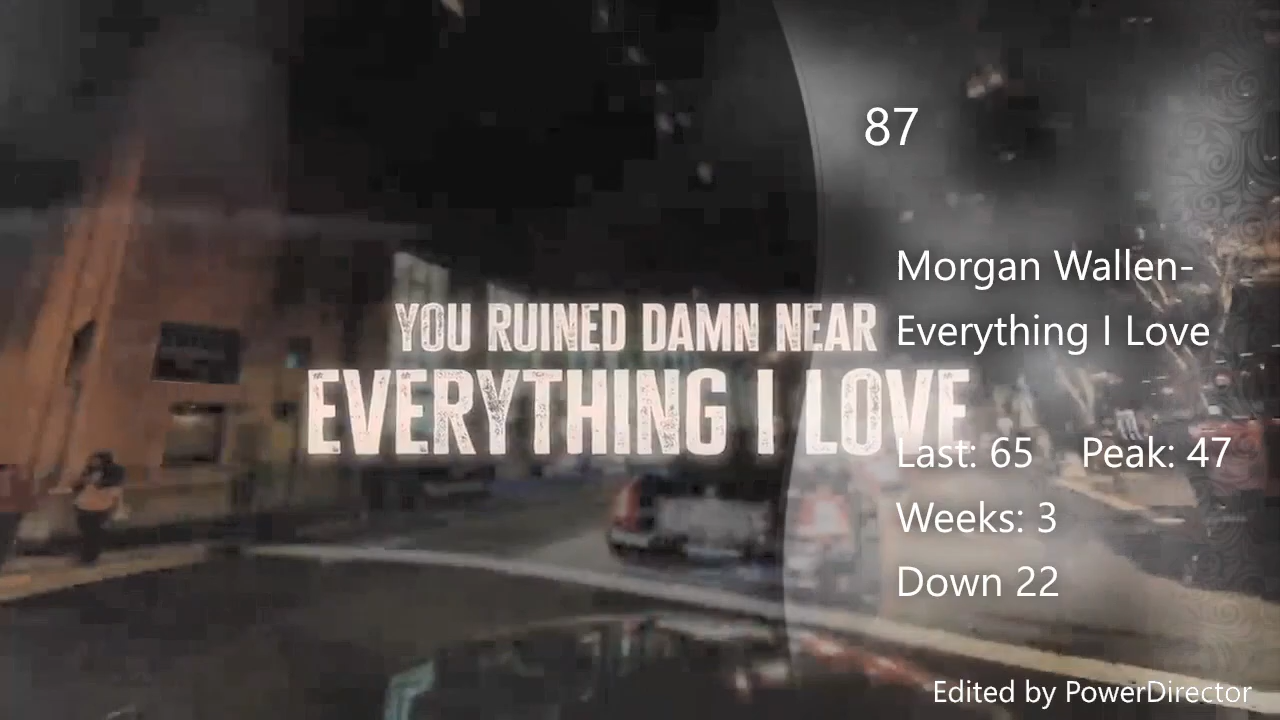 87
Morgan Wallen-
Everything I Love
YOU RUINED DAMN NEAR
EVERYTHING I LOVE
Last: 65 Peak: 47
Weeks: 3
Down 22
Edited by PowerDirector